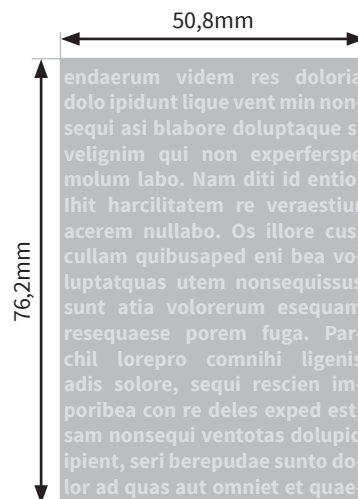 50,8mm
76,2mm
endaerum videm res doloria
dolo ipidunt lique vent min non-
sequi asi blabore doluptaque s
velignim qui non experferspe
molum labo. Nam diti id entio.
Ihit harcilitatem re veraestiur
acerem nullabo. Os illore cus
cullam quibusaped eni bea vo-
luptatquas utem nonsequissus
sunt atia volorerum esequam
resequaese porem fuga. Par-
chil lorepro comnihi ligenis
adis solore, sequi rescien im-
poribea con re deles exped est
sam nonsequi ventotas dolupid
ipient, seri berepudae sunto do-
lor ad quas aut omniet et quae